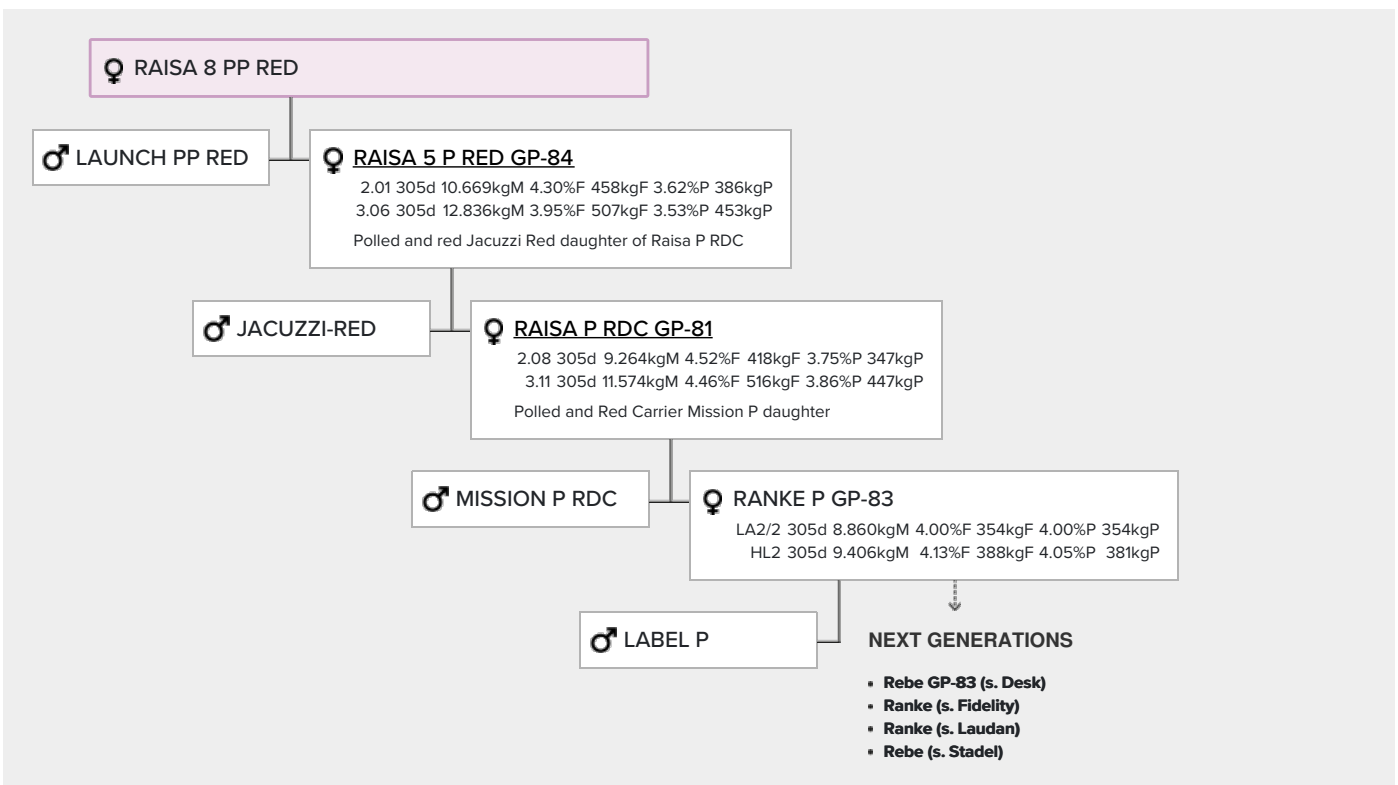 RAISA 8 PP RED
LAUNCH PP RED
RAISA 5 P RED GP-84
2.01 305d 10.669kgM 4.30%F 458kgF 3.62%P 386kgP
3.06 305d 12.836kgM 3.95%F 507kgF 3.53%P 453kgP
Polled and red Jacuzzi Red daughter of Raisa P RDC
JACUZZI-RED
RAISA P RDC GP-81
2.08 305d 9.264kgM 4.52%F 418kgF 3.75%P 347kgP
3.11 305d 11.574kgM 4.46%F 516kgF 3.86%P 447kgP
Polled and Red Carrier Mission P daughter
MISSION P RDC
RANKE P GP-83
LA2/2 305d 8.860kgM 4.00%F 354kgF 4.00%P 354kgP
HL2 305d 9.406kgM 4.13%F 388kgF 4.05%P 381kgP
LABEL P
NEXT GENERATIONS
• Rebe GP-83 (s. Desk)
• Ranke (s. Fidelity)
• Ranke (s. Laudan)
• Rebe (s. Stadel)